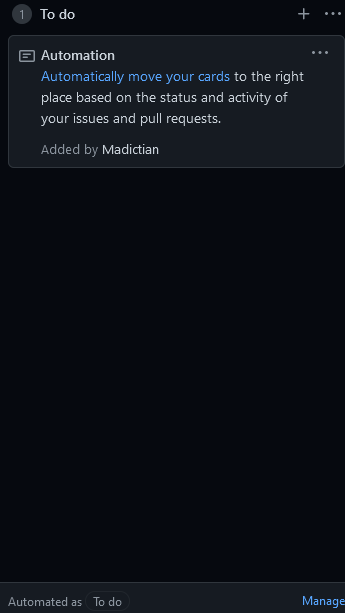 1 To do
Automation
Automatically move your cards to the right
place based on the status and activity of
your issues and pull requests.
Added by Madictian
Automated as To do Manage